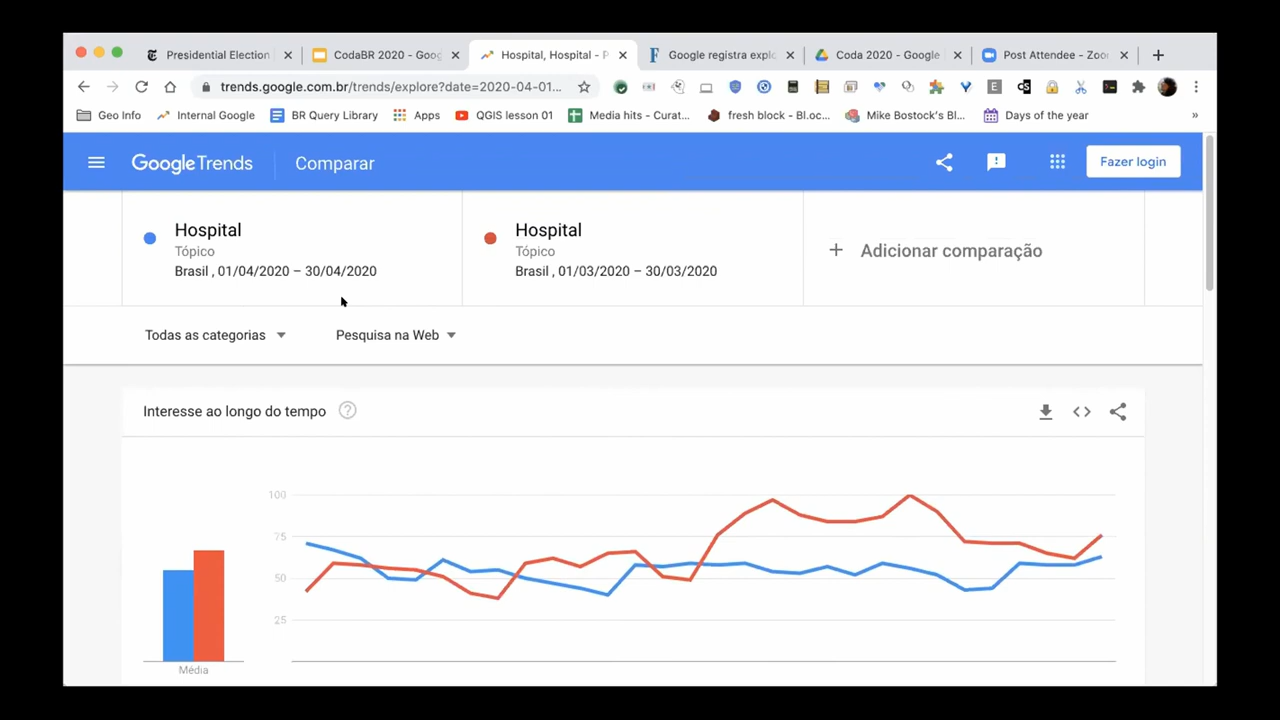 Presidential Election
CodaBR 2020 - Goog
Hospital, Hospital - P
Google registra explo
Coda 2020 - Google
Post Attendee - Zoo
trends.google.com.br/trends/explore?date=2020-04-01...
Geo Info
Internal Google
BR Query Library
Apps
QGIS lesson 01
Media hits - Curat...
fresh block - Bl.oc...
Mike Bostock's Bl...
Days of the year
»
Google Trends
Comparar
Fazer login
Hospital
Tópico
Brasil , 01/04/2020 – 30/04/2020
Hospital
Tópico
Brasil , 01/03/2020 – 30/03/2020
+ Adicionar comparação
Todas as categorias
Pesquisa na Web
Interesse ao longo do tempo
100
75
50
25
Média